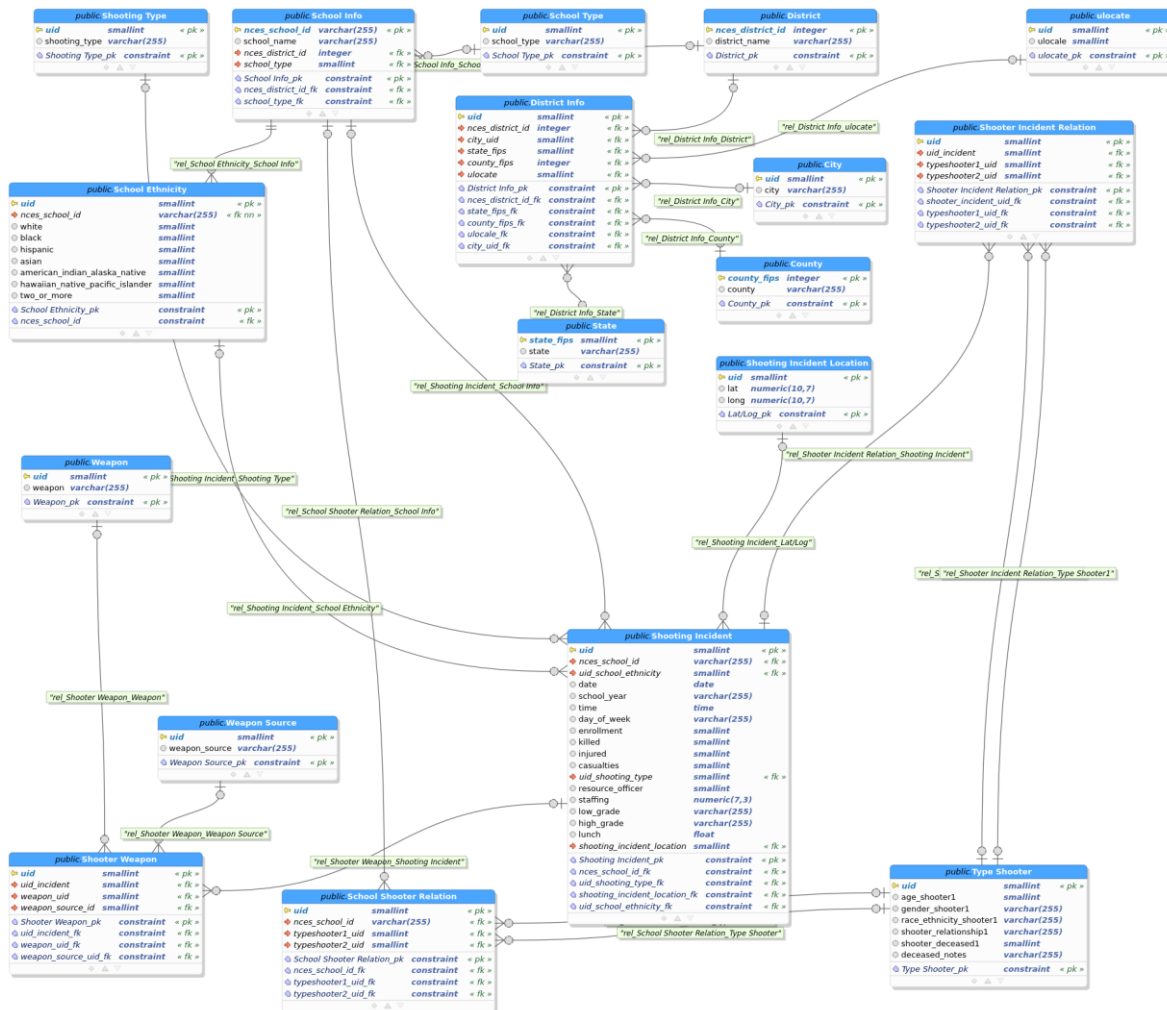 public.Shooting Type
uid smallint « pk »
shooting_type varchar(255)
Shooting Type_pk constraint « pk »
public.School Info
nces_school_id varchar(255) « pk »
school_name varchar(255)
nces_district_id integer « fk »
school_type smallint « fk »
School Info_pk constraint « pk »
nces_district_id_fk constraint « fk »
school_type_fk constraint « fk »
public.School Type
uid smallint « pk »
school_type varchar(255)
School Type_pk constraint « pk »
public.District
nces_district_id integer « pk »
district_name varchar(255)
District_pk constraint « pk »
public.ulocate
uid smallint « pk »
ulocale smallint
ulocate_pk constraint « pk »
School Info_Schoo
public.District Info
uid smallint « pk »
nces_district_id integer « fk »
city_uid smallint « fk »
state_fips smallint « fk »
county_fips integer « fk »
ulocate smallint « fk »
District Info_pk constraint « pk »
nces_district_id_fk constraint « fk »
state_fips_fk constraint « fk »
county_fips_fk constraint « fk »
ulocale_fk constraint « fk »
city_uid_fk constraint « fk »
"rel_District Info_District"
"rel_District Info_ulocate"
public.Shooter Incident Relation
uid smallint « pk »
uid_incident smallint « fk »
typeshooter1_uid smallint « fk »
typeshooter2_uid smallint « fk »
Shooter Incident Relation_pk constraint « pk »
shooter_incident_uid_fk constraint « fk »
typeshooter1_uid_fk constraint « fk »
typeshooter2_uid_fk constraint « fk »
"rel_School Ethnicity_School Info"
public.City
uid smallint « pk »
city varchar(255)
City_pk constraint « pk »
"rel_District Info_City"
public.School Ethnicity
uid smallint « pk »
nces_school_id varchar(255) « fk nn »
white smallint
black smallint
hispanic smallint
asian smallint
american_indian_alaska_native smallint
hawaiian_native_pacific_islander smallint
two_or_more smallint
School Ethnicity_pk constraint « pk »
nces_school_id constraint « fk »
"rel_District Info_County"
public.County
county_fips integer « pk »
county varchar(255)
County_pk constraint « pk »
"rel_District Info_State"
public.State
state_fips smallint « pk »
state varchar(255)
State_pk constraint « pk »
"rel_Shooting Incident_School Info"
public.Shooting Incident Location
uid smallint « pk »
lat numeric(10,7)
long numeric(10,7)
Lat/Log_pk constraint « pk »
"rel_Shooter Incident Relation_Shooting Incident"
public.Weapon
uid smallint « pk »
weapon varchar(255)
Weapon_pk constraint « pk »
Shooting Incident_Shooting Type"
"rel_School Shooter Relation_School Info"
"rel_Shooting Incident_Lat/Log"
"rel_S
"rel_Shooter Incident Relation_Type Shooter1"
"rel_Shooting Incident_School Ethnicity"
public.Shooting Incident
uid smallint « pk »
nces_school_id varchar(255) « fk »
uid_school_ethnicity smallint « fk »
date date
school_year varchar(255)
time time
day_of_week varchar(255)
enrollment smallint
killed smallint
injured smallint
casualties smallint
uid_shooting_type smallint « fk »
resource_officer smallint
staffing numeric(7,3)
low_grade varchar(255)
high_grade varchar(255)
lunch float
shooting_incident_location smallint « fk »
Shooting Incident_pk constraint « pk »
nces_school_id_fk constraint « fk »
uid_shooting_type_fk constraint « fk »
shooting_incident_location_fk constraint « fk »
uid_school_ethnicity_fk constraint « fk »
"rel_Shooter Weapon_Weapon"
public.Weapon Source
uid smallint « pk »
weapon_source varchar(255)
Weapon Source_pk constraint « pk »
"rel_Shooter Weapon_Weapon Source"
"rel_Shooter Weapon_Shooting Incident"
public.Shooter Weapon
uid smallint « pk »
uid_incident smallint « fk »
weapon_uid smallint « fk »
weapon_source_id smallint « fk »
Shooter Weapon_pk constraint « pk »
uid_incident_fk constraint « fk »
weapon_uid_fk constraint « fk »
weapon_source_uid_fk constraint « fk »
public.School Shooter Relation
uid smallint « pk »
nces_school_id varchar(255) « fk »
typeshooter1_uid smallint « fk »
typeshooter2_uid smallint « fk »
School Shooter Relation_pk constraint « pk »
nces_school_id_fk constraint « fk »
typeshooter1_uid_fk constraint « fk »
typeshooter2_uid_fk constraint « fk »
"rel_School Shooter Relation_Type Shooter"
public.Type Shooter
uid smallint « pk »
age_shooter1 smallint
gender_shooter1 varchar(255)
race_ethnicity_shooter1 varchar(255)
shooter_relationship1 varchar(255)
shooter_deceased1 smallint
deceased_notes varchar(255)
Type Shooter_pk constraint « pk »